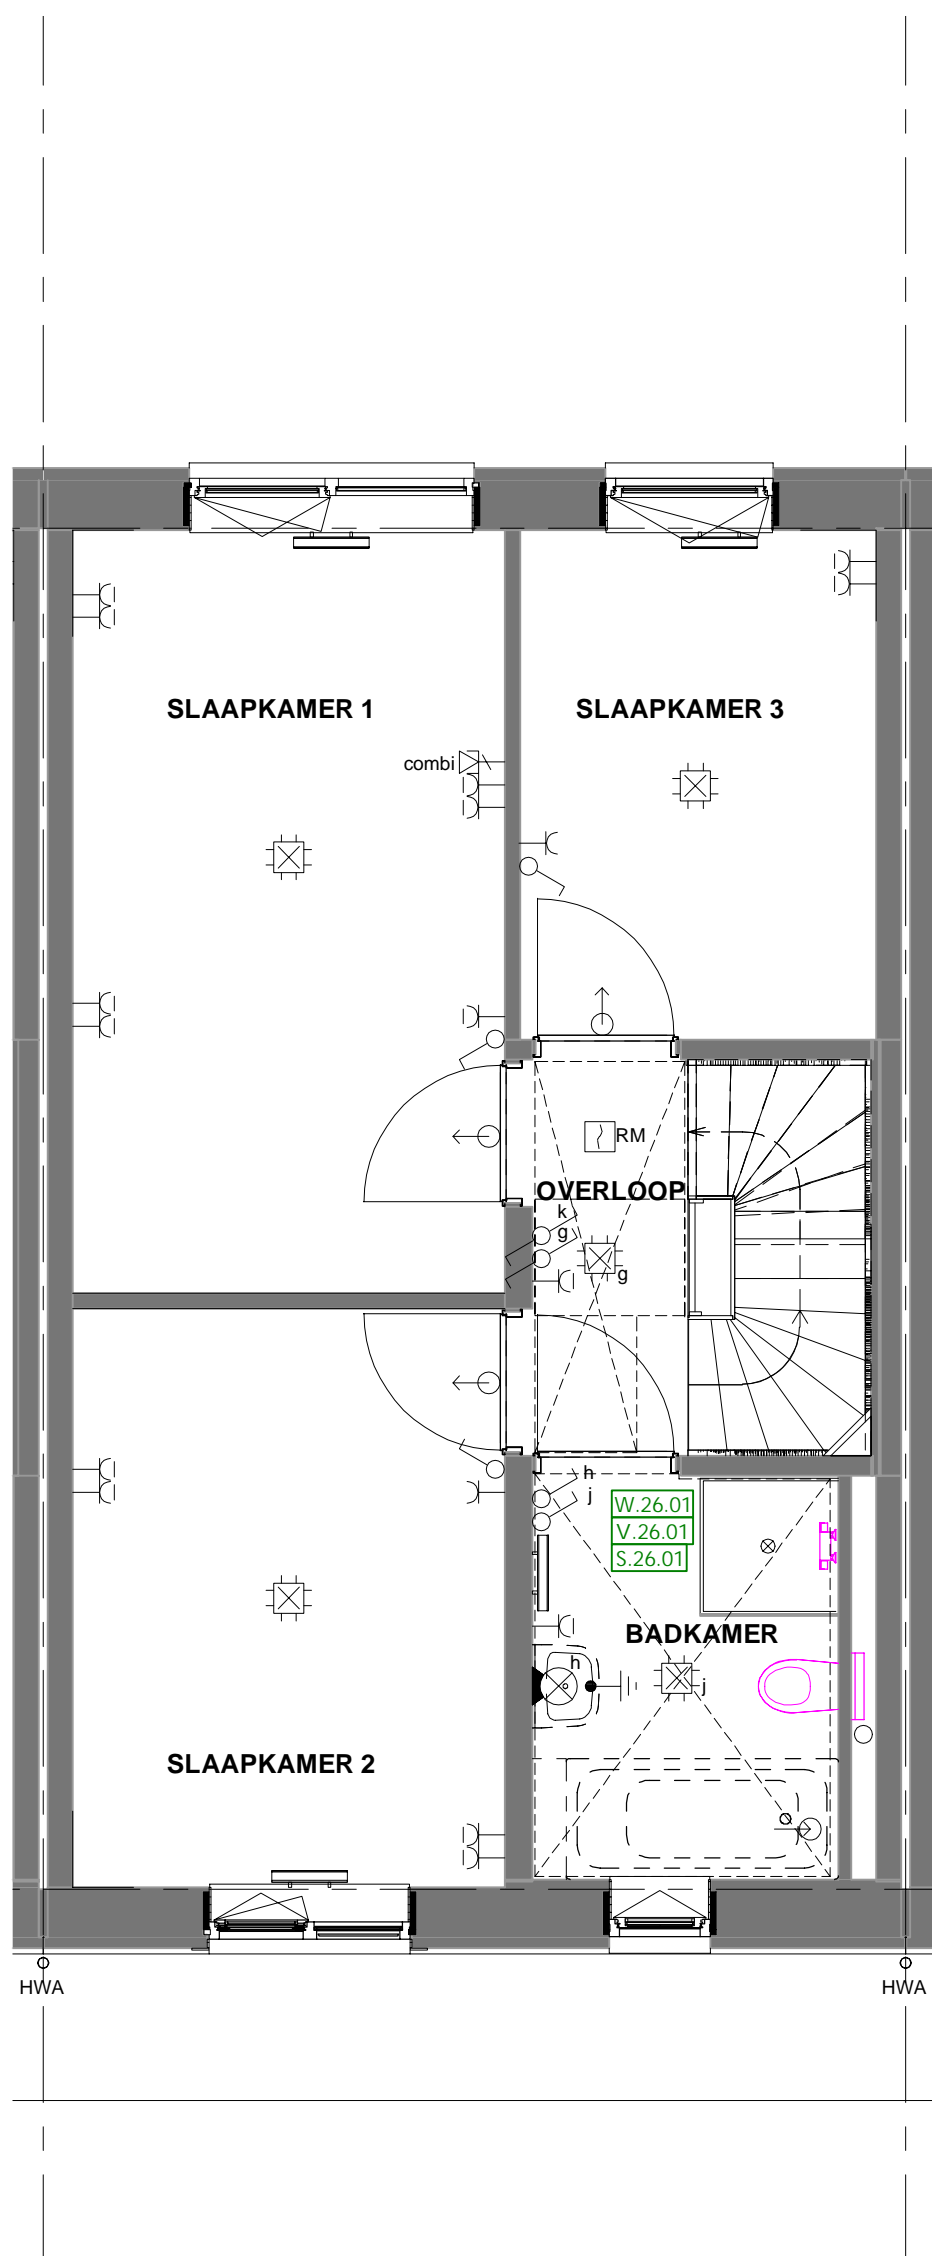 SLAAPKAMER 1
SLAAPKAMER 3
combi
RM
OVERLOOP
k
g
g
h
j
W.26.01
V.26.01
S.26.01
BADKAMER
h
j
SLAAPKAMER 2
HWA
HWA